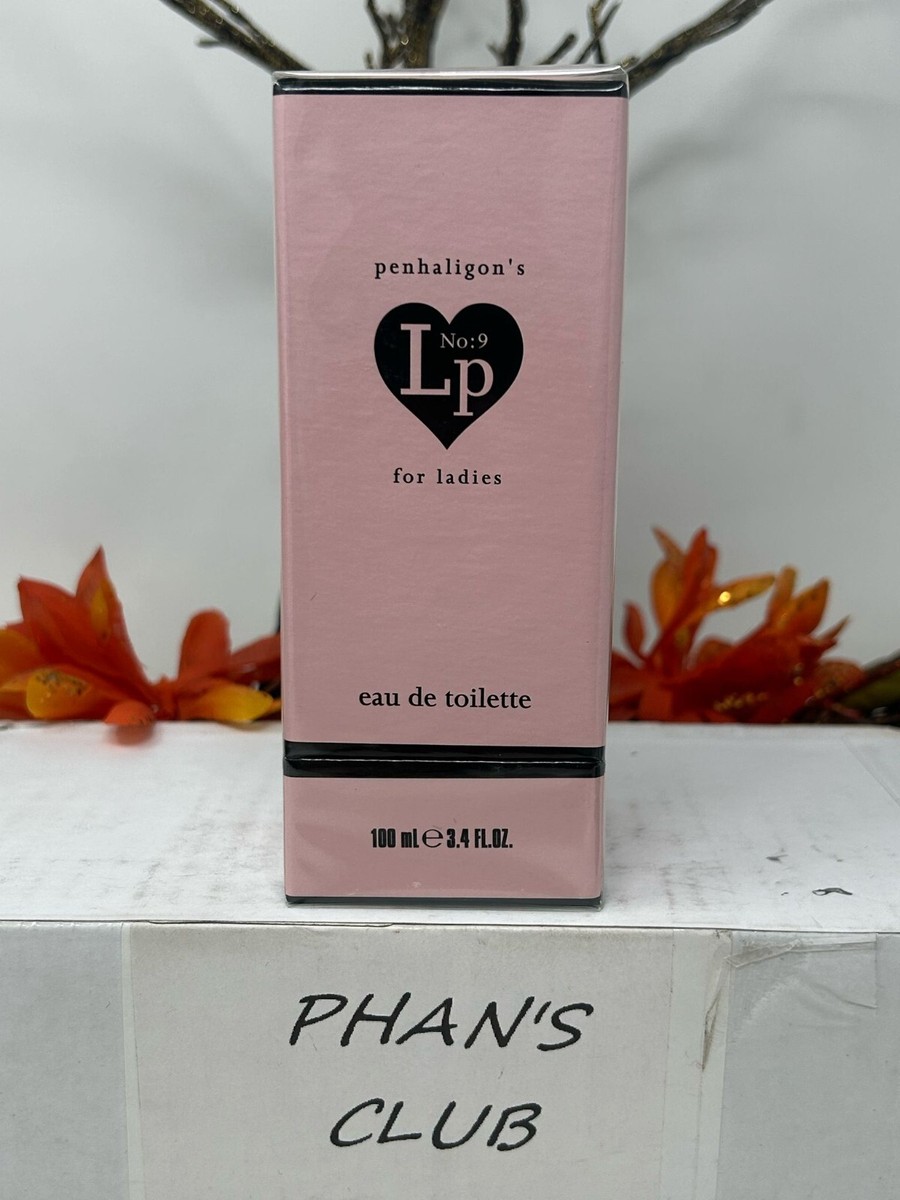 penhaligon's
No:9
Lp
for ladies
eau de toilette
100 ml ℮ 3.4 FL.OZ.
PHAN'S
CLUB